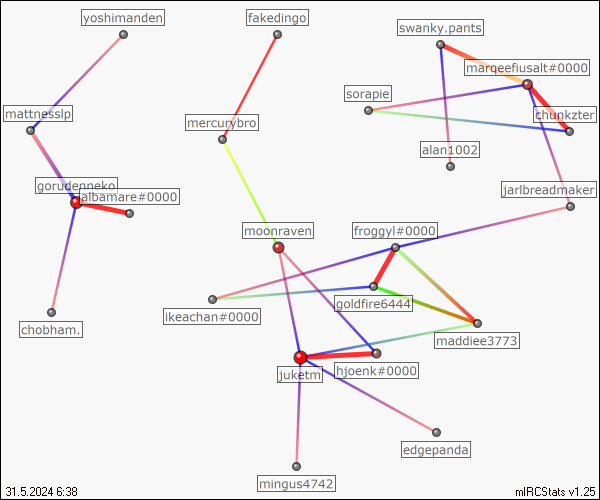 yoshimanden
fakedingo
swanky.pants
marqeefiusalt#0000
sorapie
mattnesslp
chunkzter
mercurybro
alan1002
gorudenneko
albamare#0000
jarlbreadmaker
moonraven
froggyl#0000
goldfire6444
ikeachan#0000
chobham.
maddiee3773
juketm
hjoenk#0000
edgepanda
mingus4742
31.5.2024 6:38
mIRCStats v1.25